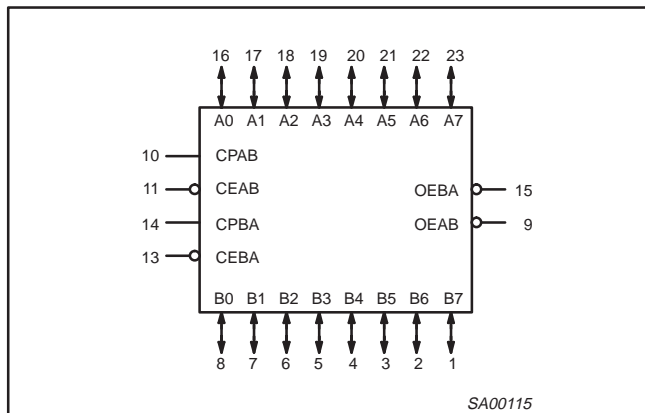 16 17 18 19 20 21 22 23
A0 A1 A2 A3 A4 A5 A6 A7
10 CPAB
11 CEAB OEBA 15
14 CPBA OEAB 9
13 CEBA
B0 B1 B2 B3 B4 B5 B6 B7
8 7 6 5 4 3 2 1
SA00115